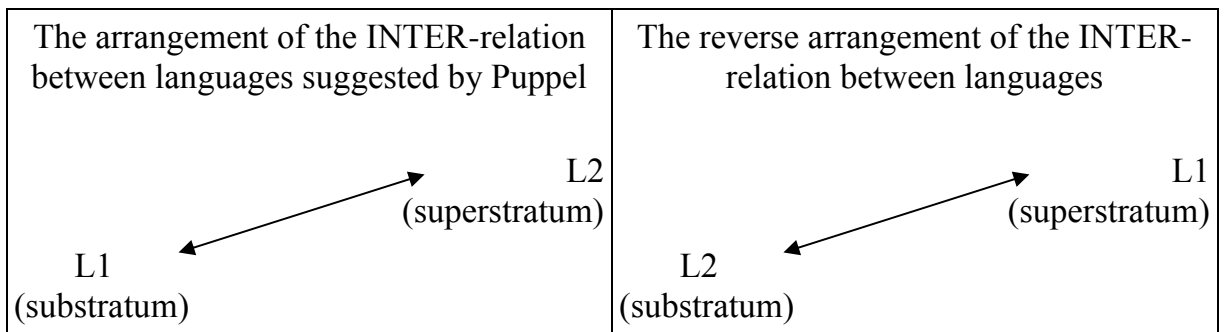 The arrangement of the INTER-relation
between languages suggested by Puppel
L2
(superstratum)
L1
(substratum)
The reverse arrangement of the INTER-
relation between languages
L1
(superstratum)
L2
(substratum)